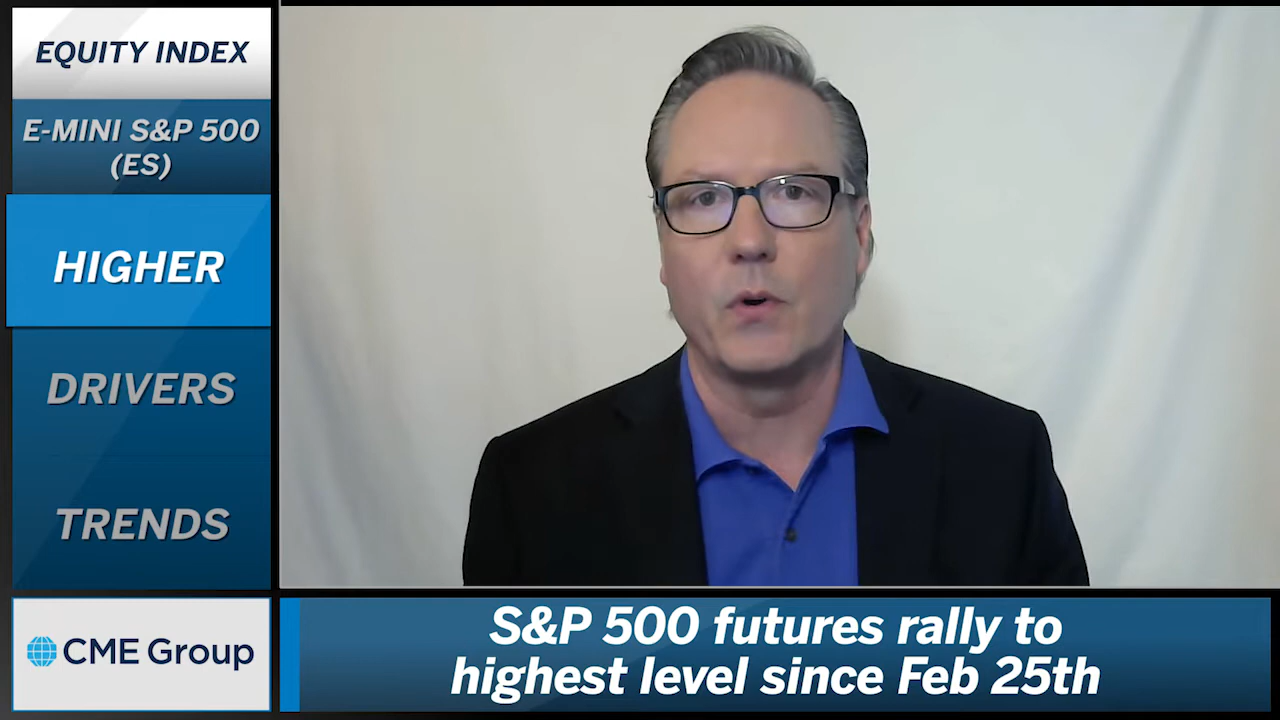 EQUITY INDEX
E-MINI S&P 500
(ES)
HIGHER
DRIVERS
TRENDS
CME Group
S&P 500 futures rally to
highest level since Feb 25th